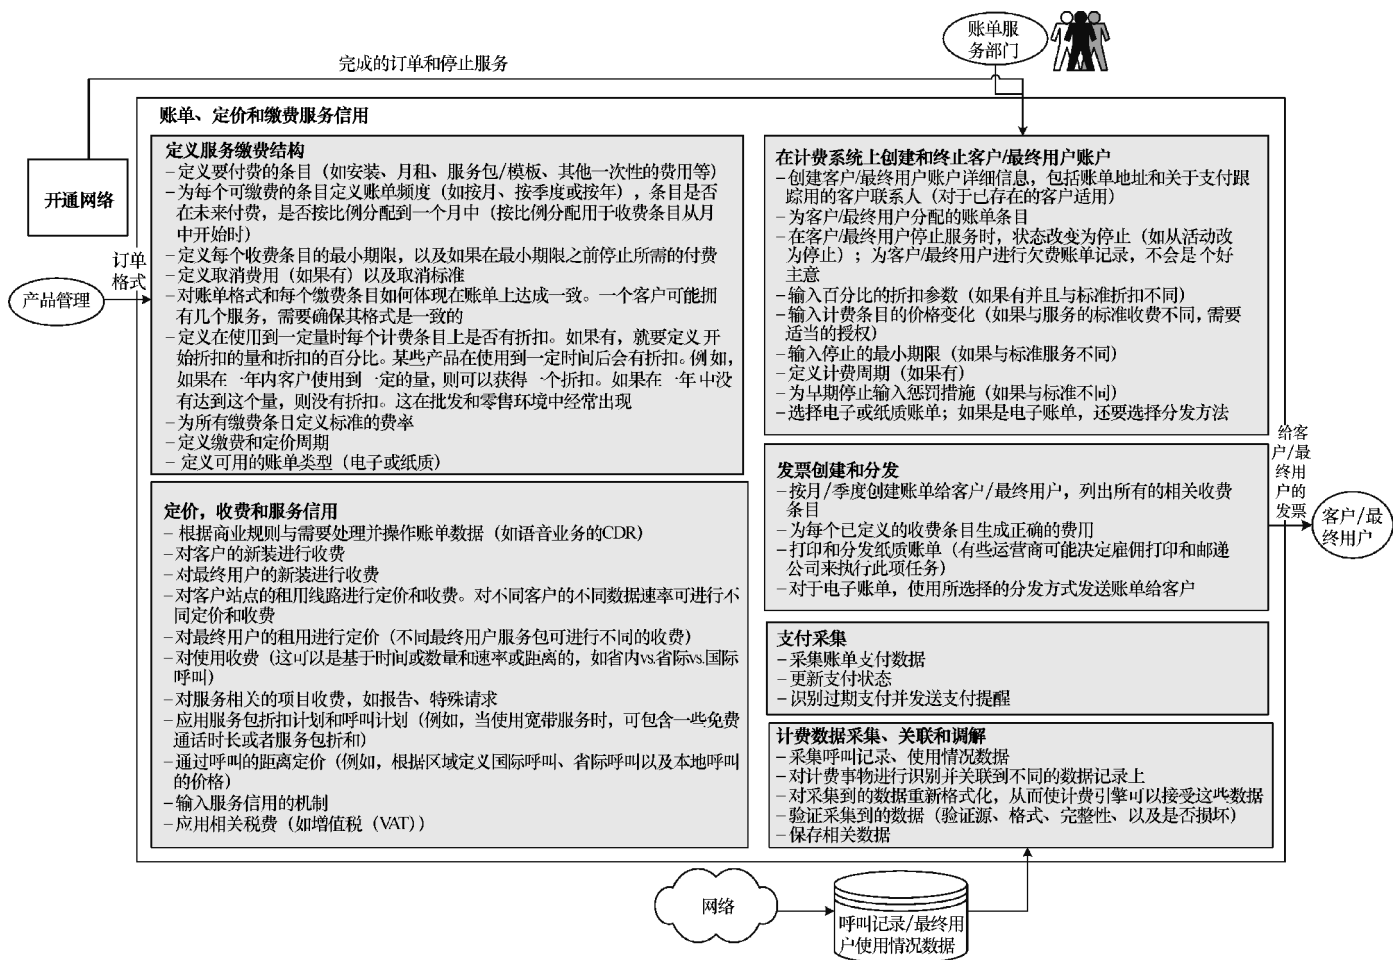 账单服
务部门
完成的订单和停止服务
账单、定价和缴费服务信用
开通网络
订单
格式
产品管理
定义服务缴费结构
– 定义要付费的条目（如安装、月租、服务包/模板、其他一次性的费用等）
– 为每个可缴费的条目定义账单频度（如按月、按季度或按年），条目是否
在未来付费，是否按比例分配到一个月中（按比例分配用于收费条目从月
中开始时）
– 定义每个收费条目的最小期限，以及如果在最小期限之前停止所需的付费
– 定义取消费用（如果有）以及取消标准
– 对账单格式和每个缴费条目如何体现在账单上达成一致。一个客户可能拥
有几个服务，需要确保其格式是一致的
– 定义在使用到一定量时每个计费条目上是否有折扣。如果有，就要定义开
始折扣的量和折扣的百分比。某些产品在使用到一定时间后会有折扣。例如，
如果在一年内客户使用到一定的量，则可以获得一个折扣。如果在一年中没
有达到这个量，则没有折扣。这在批发和零售环境中经常出现
– 为所有缴费条目定义标准的费率
– 定义缴费和定价周期
– 定义可用的账单类型（电子或纸质）
定价，收费和服务信用
– 根据商业规则与需要处理并操作账单数据（如语音业务的CDR）
– 对客户的新装进行收费
– 对最终用户的新装进行收费
– 对客户站点的租用线路进行定价和收费。对不同客户的不同数据速率可进行不
同定价和收费
– 对最终用户的租用进行定价（不同最终用户服务包可进行不同的收费）
– 对使用收费（这可以是基于时间或数量和速率或距离的，如省内vs.省际vs.国际
呼叫）
– 对服务相关的项目收费，如报告、特殊请求
– 应用服务包折扣计划和呼叫计划（例如，当使用宽带服务时，可包含一些免费
通话时长或者服务包折和）
– 通过呼叫的距离定价（例如，根据区域定义国际呼叫、省际呼叫以及本地呼叫
的价格）
– 输入服务信用的机制
– 应用相关税费（如增值税（VAT））
在计费系统上创建和终止客户/最终用户账户
– 创建客户/最终用户账户详细信息，包括账单地址和关于支付跟
踪用的客户联系人（对于已存在的客户适用）
– 为客户/最终用户分配的账单条目
– 在客户/最终用户停止服务时，状态改变为停止（如从活动改
为停止）；为客户/最终用户进行欠费账单记录，不会是个好
主意
– 输入百分比的折扣参数（如果有并且与标准折扣不同）
– 输入计费条目的价格变化（如果与服务的标准收费不同，需要
适当的授权）
– 输入停止的最小期限（如果与标准服务不同）
– 定义计费周期（如果有）
– 为早期停止输入惩罚措施（如果与标准不同）
– 选择电子或纸质账单；如果是电子账单，还要选择分发方法
发票创建和分发
– 按月/季度创建账单给客户/最终用户，列出所有的相关收费
条目
– 为每个已定义的收费条目生成正确的费用
– 打印和分发纸质账单（有些运营商可能决定雇佣打印和邮递
公司来执行此项任务）
– 对于电子账单，使用所选择的分发方式发送账单给客户
支付采集
– 采集账单支付数据
– 更新支付状态
– 识别过期支付并发送支付提醒
计费数据采集、关联和调解
– 采集呼叫记录、使用情况数据
– 对计费事物进行识别并关联到不同的数据记录上
– 对采集到的数据重新格式化，从而使计费引擎可以接受这些数据
– 验证采集到的数据（验证源、格式、完整性、以及是否损坏）
– 保存相关数据
给客
户/最
终用
户的
发票
客户/最
终用户
网络
呼叫记录/最终用
户使用情况数据